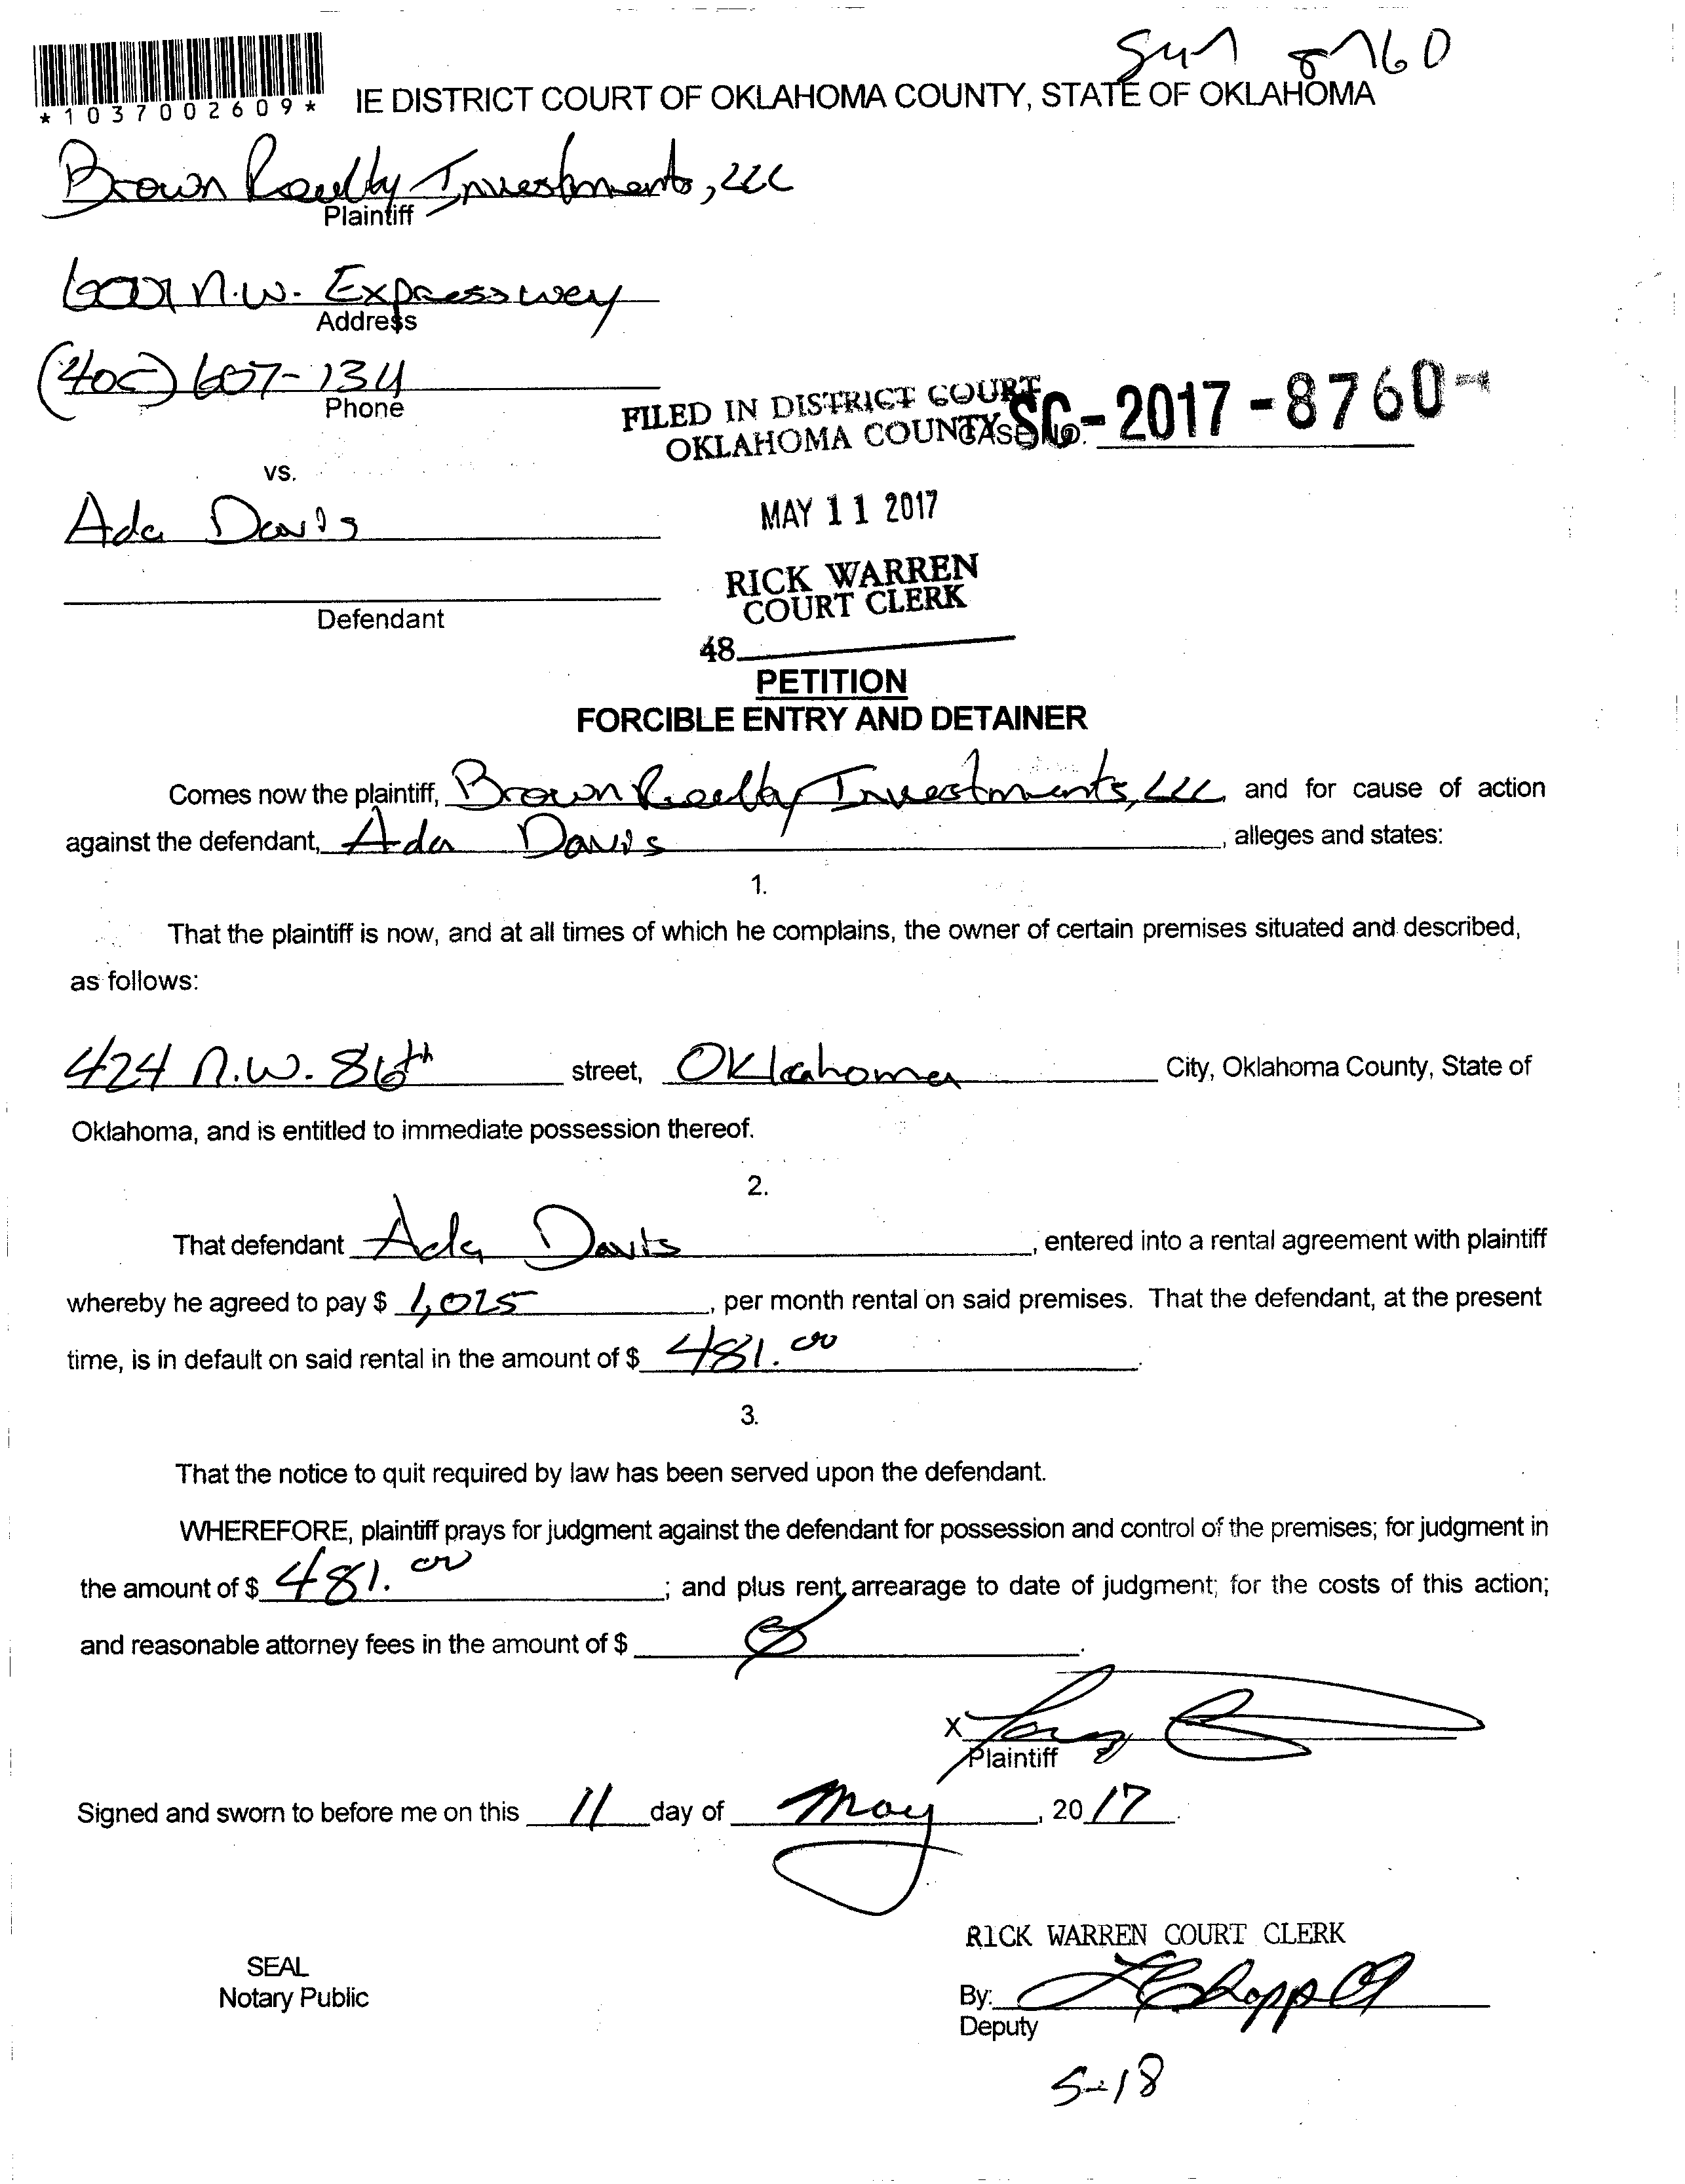 8760
*1037002609*
IE DISTRICT COURT OF OKLAHOMA COUNTY, STATE OF OKLAHOMA
Brown Realty Investments, LLC
Plaintiff
6001 N.W. Expressway
Address
(405) 607-134
Phone
FILED IN DISTRICT COURT
OKLAHOMA COUNTY
CASE NO. SC-2017-8760
vs.
MAY 11 2017
Ada Davis
RICK WARREN
COURT CLERK
Defendant
48
PETITION
FORCIBLE ENTRY AND DETAINER
Comes now the plaintiff, Brown Realty Investments, LLC, and for cause of action
against the defendant, Ada Davis, alleges and states:
1.
That the plaintiff is now, and at all times of which he complains, the owner of certain premises situated and described,
as follows:
424 N.W. 86th street, Oklahoma City, Oklahoma County, State of
Oklahoma, and is entitled to immediate possession thereof.
2.
That defendant Ada Davis, entered into a rental agreement with plaintiff
whereby he agreed to pay $ 1,025, per month rental on said premises. That the defendant, at the present
time, is in default on said rental in the amount of $ 481.00.
3.
That the notice to quit required by law has been served upon the defendant.
WHEREFORE, plaintiff prays for judgment against the defendant for possession and control of the premises; for judgment in
the amount of $ 481.00; and plus rent arrearage to date of judgment; for the costs of this action;
and reasonable attorney fees in the amount of $ Ø.
X
Plaintiff
Signed and sworn to before me on this 11 day of May, 2017.
RICK WARREN COURT CLERK
SEAL
Notary Public
By:
Deputy
5-18